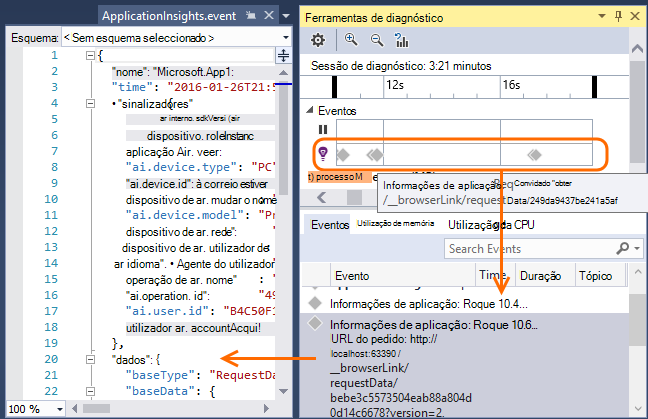 ApplicationInsights.event
Esquema: < Sem esquema seleccionado >
1 {
2 "nome": "Microsoft.App1:
3 "time": "2016-01-26T21:5
4 • "sinalizadores"
5 ar interno. sdkVersi (air
6 dispositivo. roleInstanc
7 aplicação Air. veer:
8 "ai.device.type": "PC"
9 "ai.device.id": à correio estiver
10 dispositivo de ar. mudar o nome
11 "ai.device.model": "Pr
12 dispositivo de ar. rede": "
13 dispositivo de ar. utilizador de
14 ar idioma". • Agente do utilizador
15 operação de ar. nome" :
16 "ai.operation. id": "49
17 "ai.user.id": "B4C50F1
18 utilizador ar. accountAcqui!
19 },
20 "dados": {
21 "baseType": "RequestDa
22 "baseData": {
100 %
Ferramentas de diagnóstico
Sessão de diagnóstico: 3:21 minutos
12s 16s
Eventos
t) processo M
Informações de aplicação: Req Convidado "obter
/__browserLink/requestData/249da9437be241a5af
Eventos Utilização de memória Utilização da CPU
Search Events
Evento Time Duração Tópico
Informações de aplicação: Roque 10.4...
Informações de aplicação: Roque 10.6...
URL do pedido: http://
localhost: 63390 /
__browserLink/
requestData/
bebe3c5573504eab88a804d
0d14c6678?version=2.